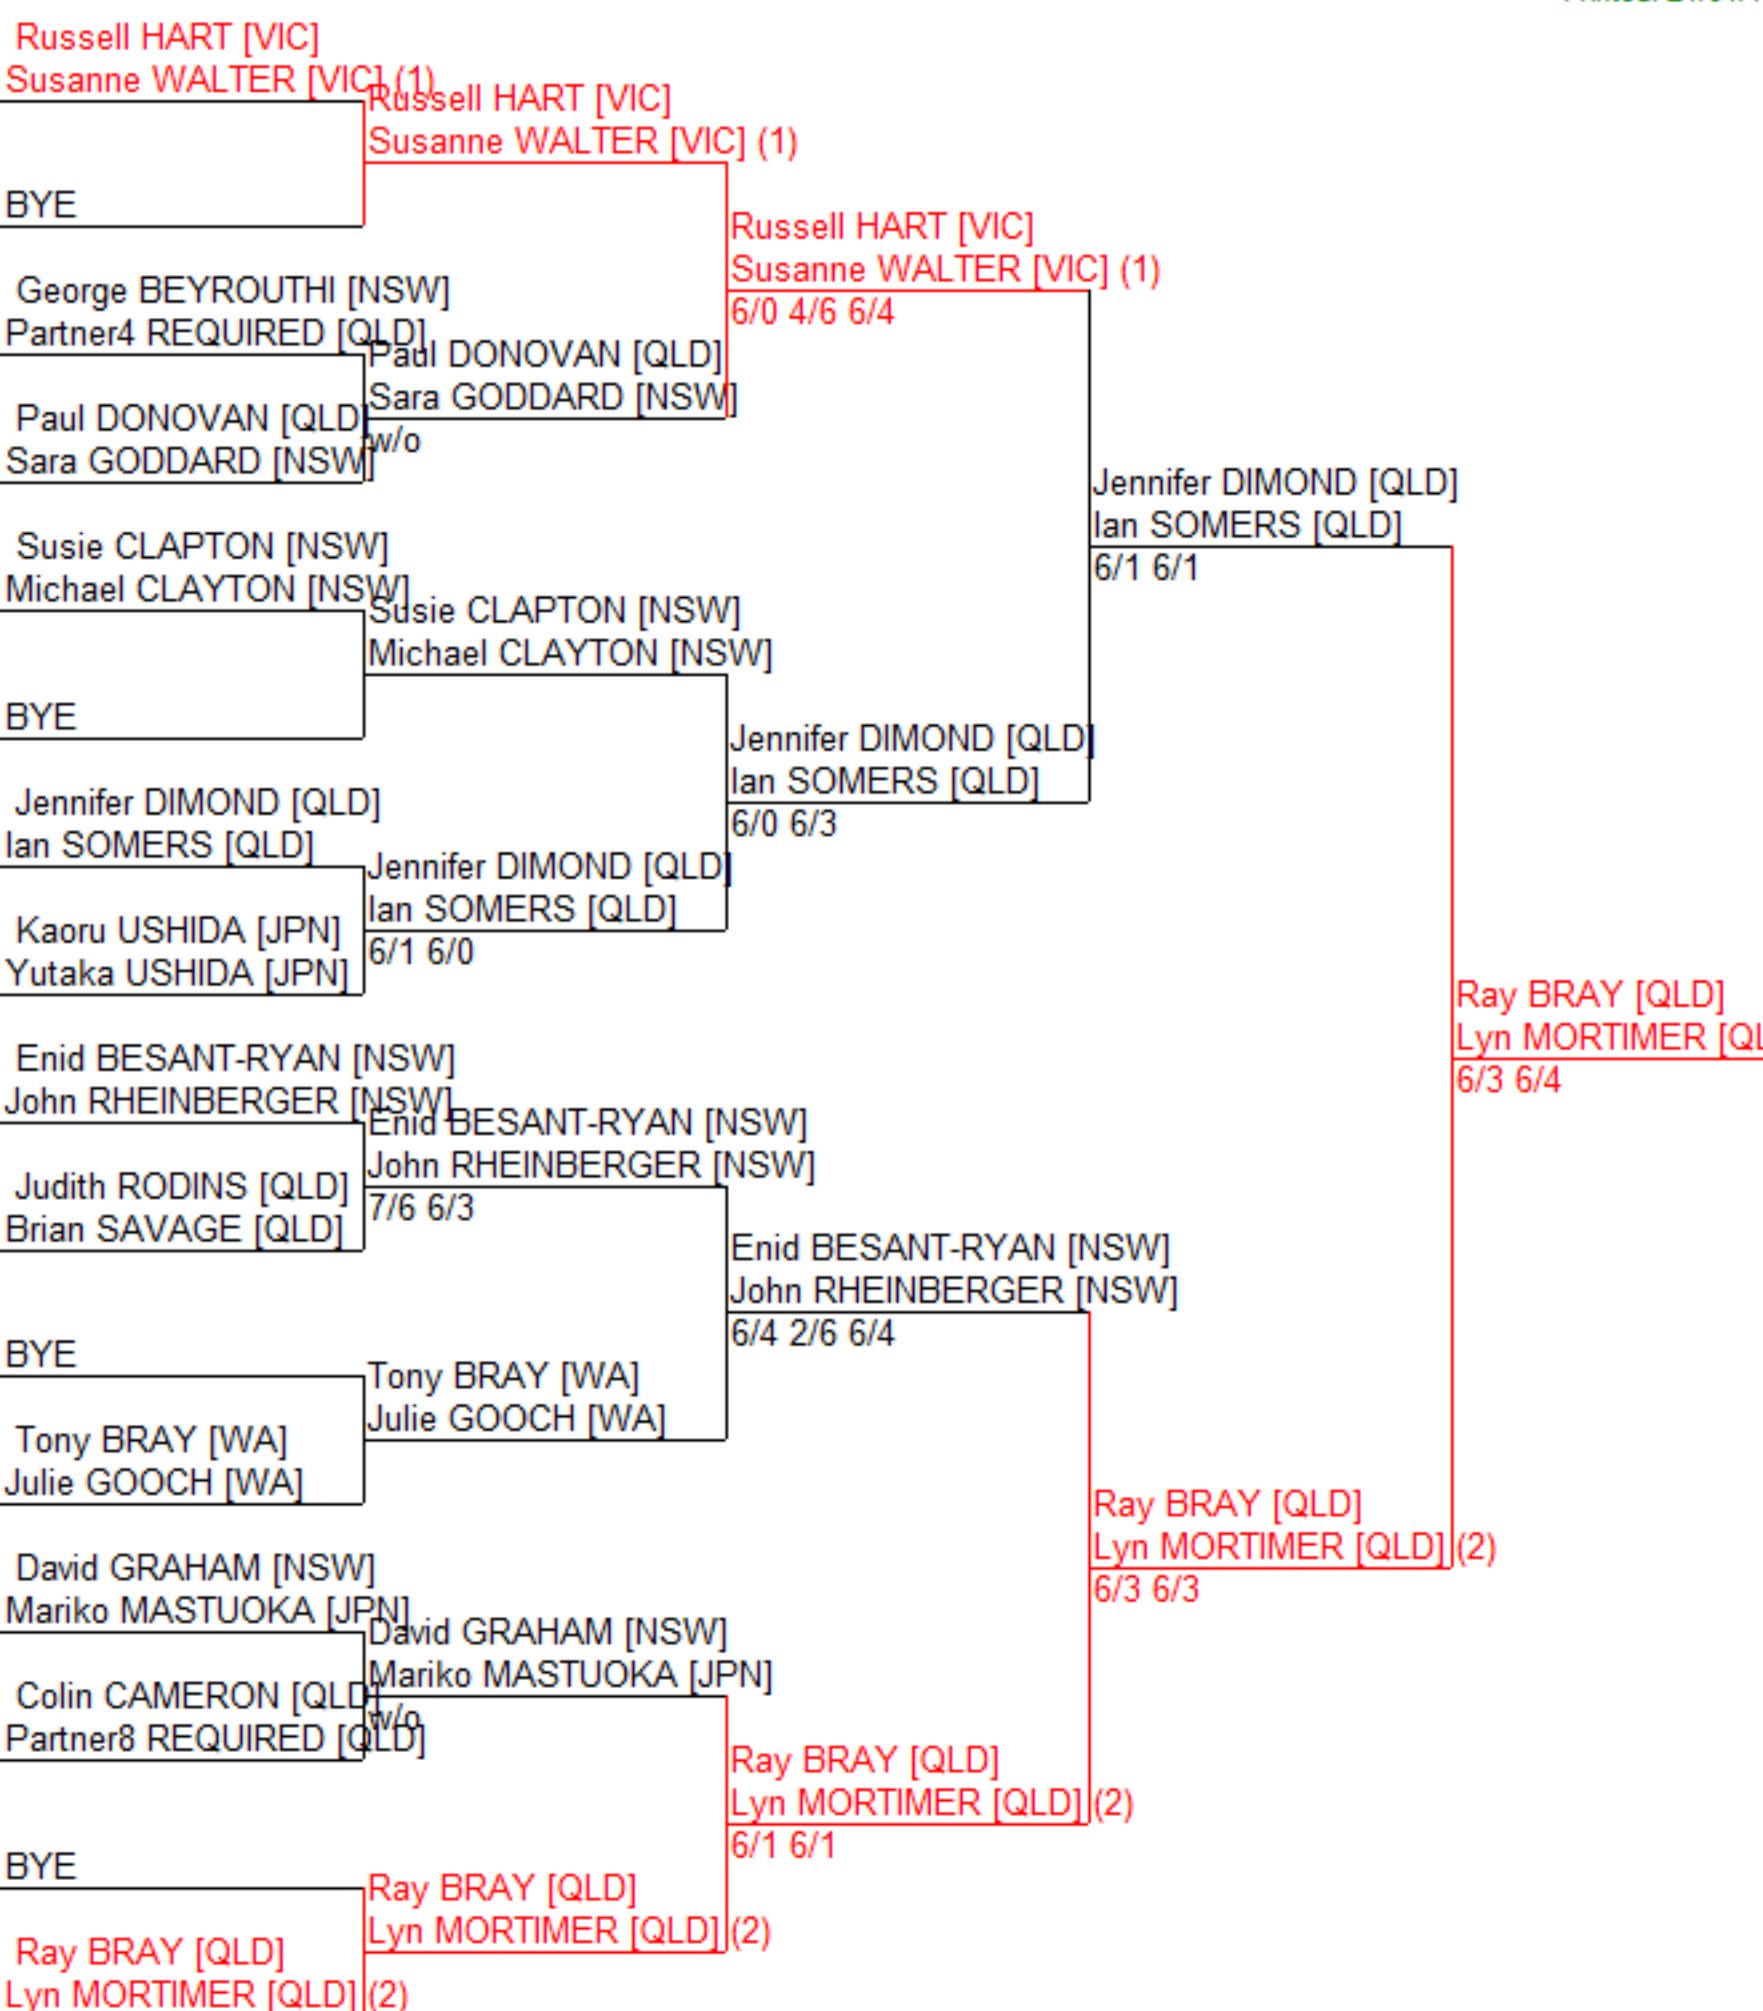 Russell HART [VIC]
Susanne WALTER [VIC] (1)
BYE
George BEYROUTHI [NSW]
Partner4 REQUIRED [QLD]
Paul DONOVAN [QLD]
Sara GODDARD [NSW]
Susie CLAPTON [NSW]
Michael CLAYTON [NSW]
BYE
Jennifer DIMOND [QLD]
Ian SOMERS [QLD]
Kaoru USHIDA [JPN]
Yutaka USHIDA [JPN]
Enid BESANT-RYAN [NSW]
John RHEINBERGER [NSW]
Judith RODINS [QLD]
Brian SAVAGE [QLD]
BYE
Tony BRAY [WA]
Julie GOOCH [WA]
David GRAHAM [NSW]
Mariko MASTUOKA [JPN]
Colin CAMERON [QLD]
Partner8 REQUIRED [QLD]
BYE
Ray BRAY [QLD]
Lyn MORTIMER [QLD] (2)
Russell HART [VIC]
Susanne WALTER [VIC] (1)
Paul DONOVAN [QLD]
Sara GODDARD [NSW]
w/o
Susie CLAPTON [NSW]
Michael CLAYTON [NSW]
Jennifer DIMOND [QLD]
Ian SOMERS [QLD]
6/1 6/0
Enid BESANT-RYAN [NSW]
John RHEINBERGER [NSW]
7/6 6/3
Tony BRAY [WA]
Julie GOOCH [WA]
David GRAHAM [NSW]
Mariko MASTUOKA [JPN]
w/o
Ray BRAY [QLD]
Lyn MORTIMER [QLD] (2)
Russell HART [VIC]
Susanne WALTER [VIC] (1)
6/0 4/6 6/4
Jennifer DIMOND [QLD]
Ian SOMERS [QLD]
6/0 6/3
Enid BESANT-RYAN [NSW]
John RHEINBERGER [NSW]
6/4 2/6 6/4
Ray BRAY [QLD]
Lyn MORTIMER [QLD] (2)
6/1 6/1
Jennifer DIMOND [QLD]
Ian SOMERS [QLD]
6/1 6/1
Ray BRAY [QLD]
Lyn MORTIMER [QLD] (2)
6/3 6/3
Ray BRAY [QLD]
Lyn MORTIMER [QL
6/3 6/4